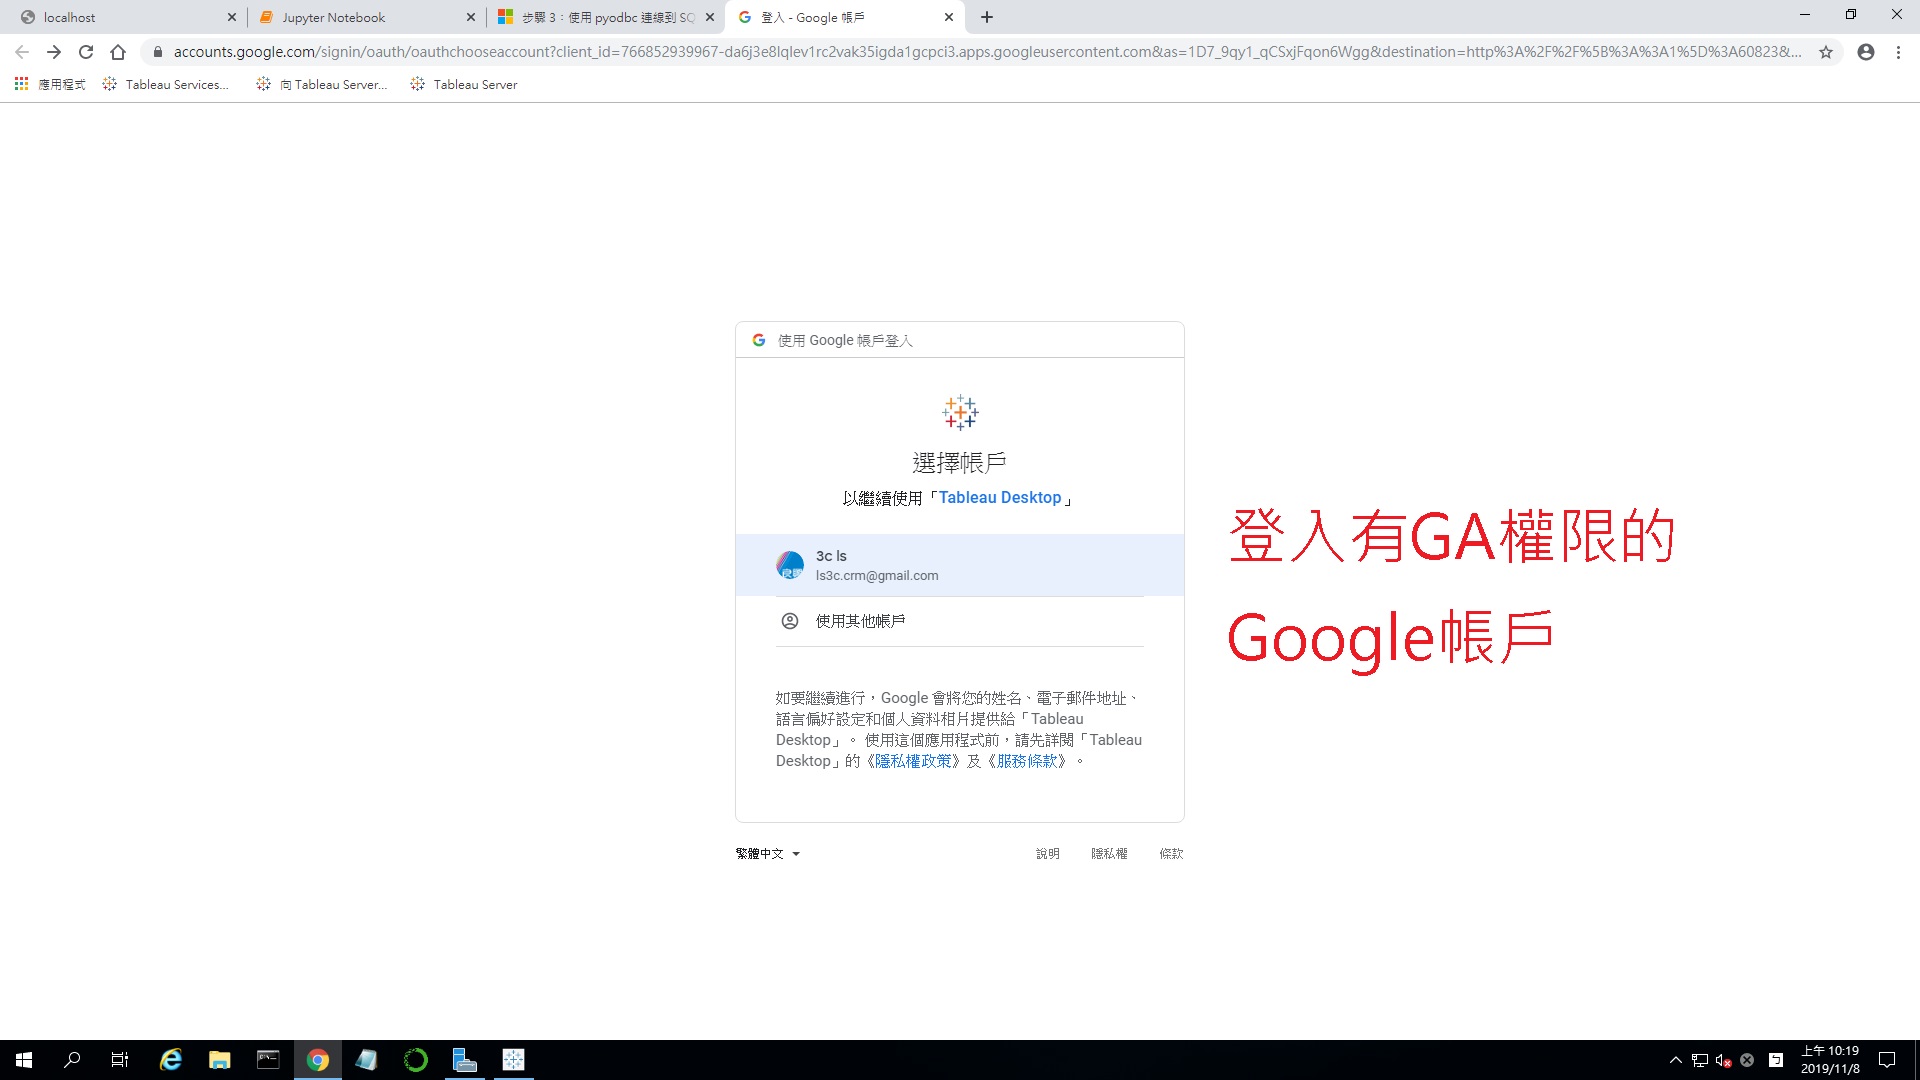 localhost
Jupyter Notebook
步驟 3：使用 pyodbc 連線到 SQ
登入 - Google 帳戶
accounts.google.com/signin/oauth/oauthchooseaccount?client_id=766852939967-da6j3e8lqlev1rc2vak35igda1gcpci3.apps.googleusercontent.com&as=1D7_9qy1_qCSxjFqon6Wgg&destination=http%3A%2F%2F%5B%3A%3A1%5D%3A60823&...
應用程式
Tableau Services...
向 Tableau Server...
Tableau Server
使用 Google 帳戶登入
選擇帳戶
以繼續使用「Tableau Desktop」
3c ls
ls3c.crm@gmail.com
使用其他帳戶
登入有GA權限的
Google帳戶
如要繼續進行，Google 會將您的姓名、電子郵件地址、
語言偏好設定和個人資料相片提供給「Tableau
Desktop」。 使用這個應用程式前，請先詳閱「Tableau
Desktop」的《隱私權政策》及《服務條款》。
繁體中文
說明
隱私權
條款
上午 10:19
2019/11/8